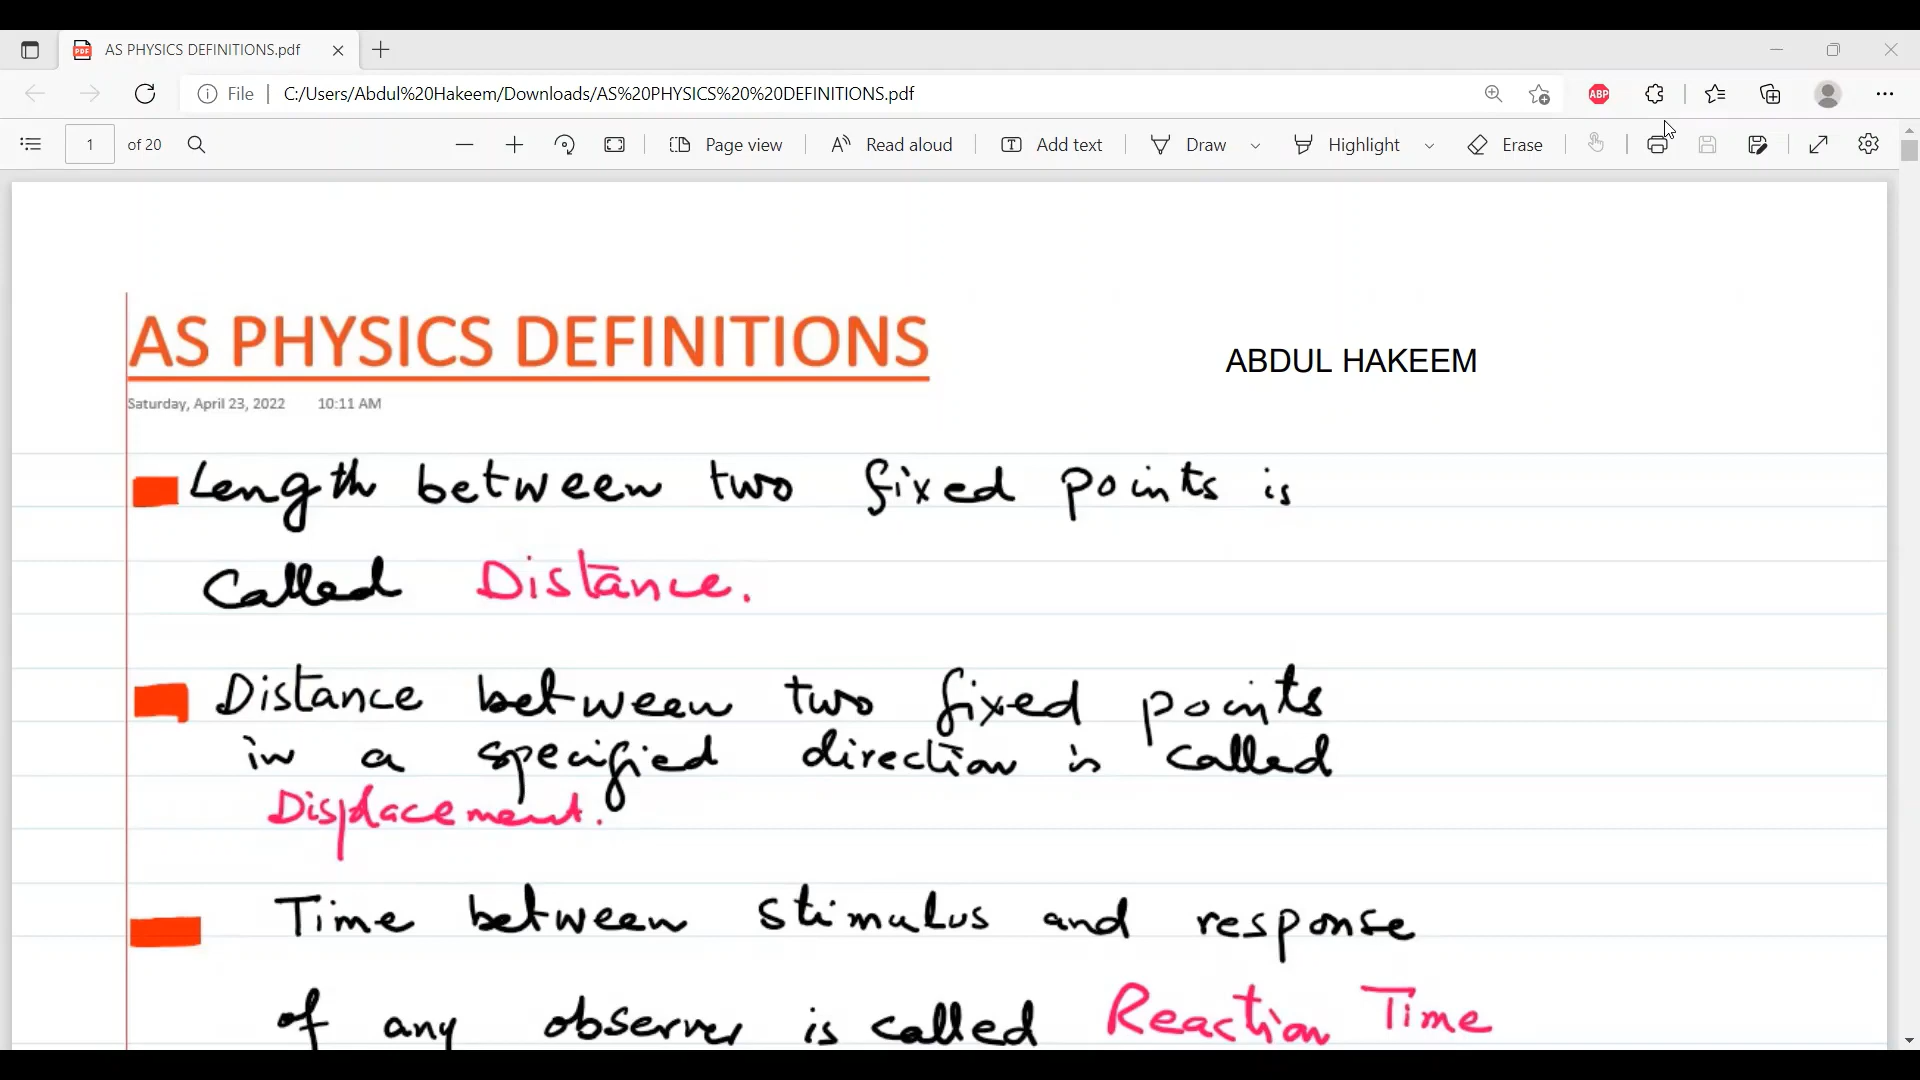 AS PHYSICS DEFINITIONS.pdf
File C:/Users/Abdul%20Hakeem/Downloads/AS%20PHYSICS%20%20DEFINITIONS.pdf
ABP
1 of 20 Page view Read aloud Add text Draw Highlight Erase
AS PHYSICS DEFINITIONS
ABDUL HAKEEM
Saturday, April 23, 2022 10:11 AM
Length between two fixed points is
called Distance.
Distance between two fixed points
in a specified direction is called
Displacement.
Time between stimulus and response
of any observer is called Reaction Time